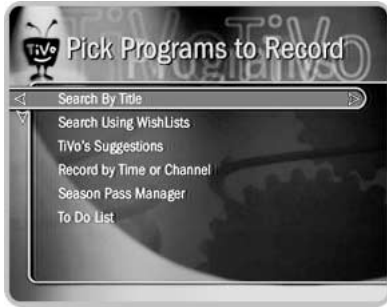 TiVo
Pick Programs to Record
Search By Title
Search Using WishLists
TiVo's Suggestions
Record by Time or Channel
Season Pass Manager
To Do List